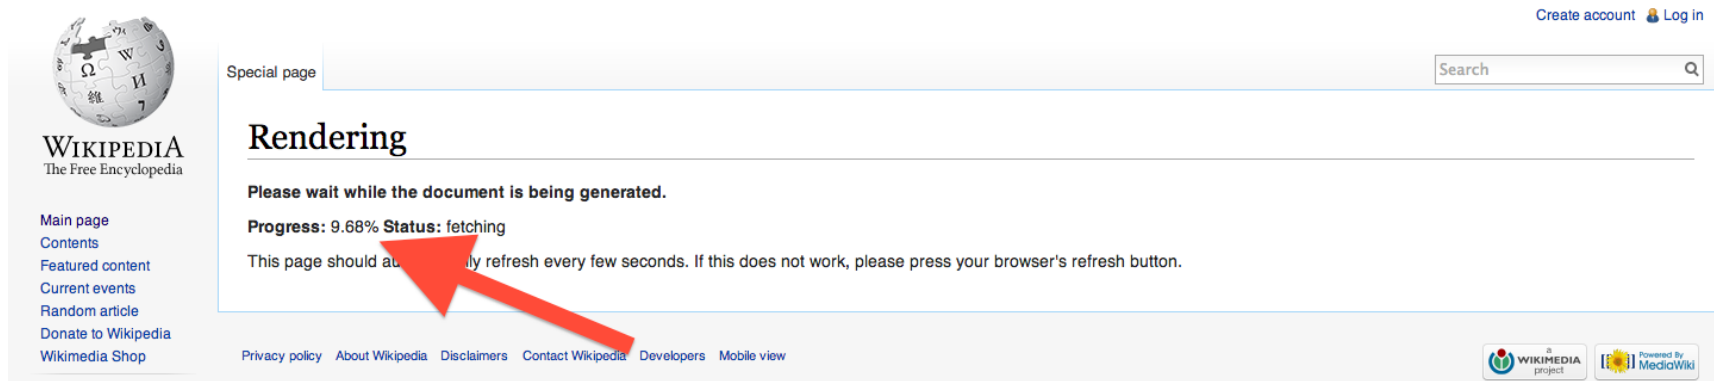 Create account Log in
Special page
Search
WIKIPEDIA
The Free Encyclopedia
Rendering
Please wait while the document is being generated.
Progress: 9.68% Status: fetching
This page should au ly refresh every few seconds. If this does not work, please press your browser's refresh button.
Main page
Contents
Featured content
Current events
Random article
Donate to Wikipedia
Wikimedia Shop
Privacy policy About Wikipedia Disclaimers Contact Wikipedia Developers Mobile view
a
WIKIMEDIA
project
Powered By
MediaWiki